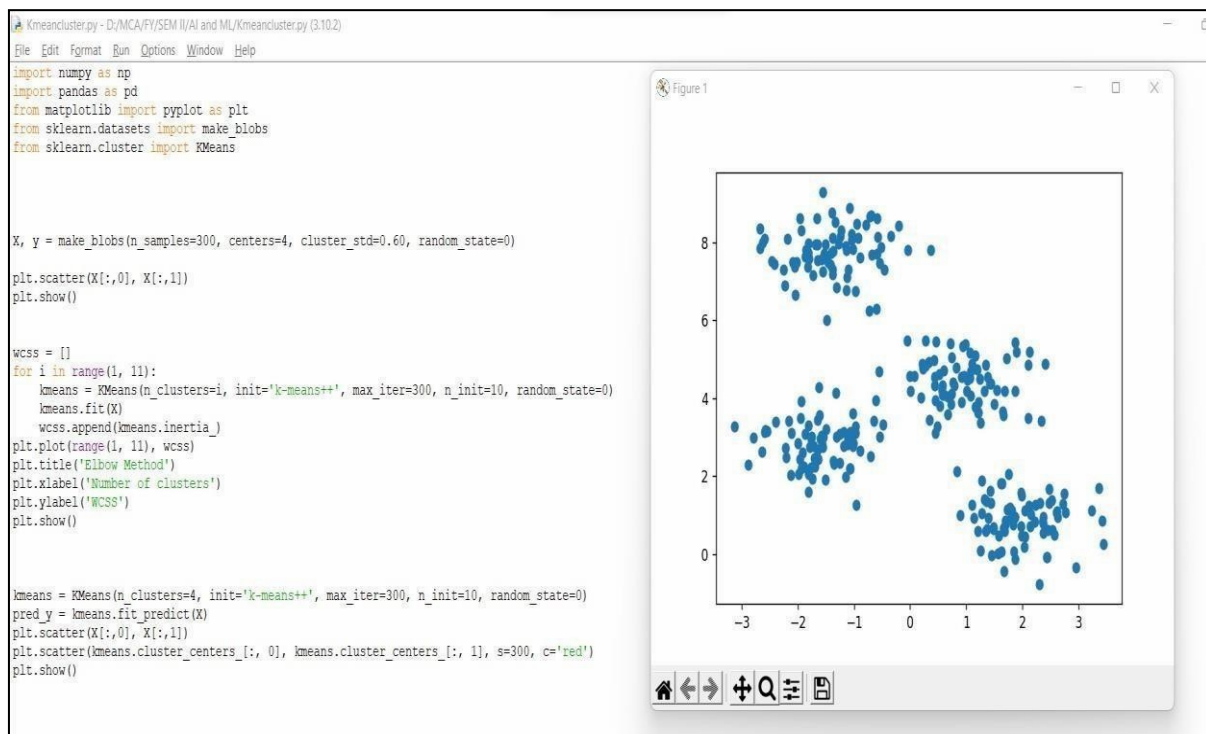 Kmeancluster.py - D:/MCA/FY/SEM II/AI and ML/Kmeancluster.py (3.10.2)
File Edit Format Run Options Window Help
import numpy as np
import pandas as pd
from matplotlib import pyplot as plt
from sklearn.datasets import make_blobs
from sklearn.cluster import KMeans
X, y = make_blobs(n_samples=300, centers=4, cluster_std=0.60, random_state=0)
plt.scatter(X[:,0], X[:,1])
plt.show()
wcss = []
for i in range(1, 11):
    kmeans = KMeans(n_clusters=i, init='k-means++', max_iter=300, n_init=10, random_state=0)
    kmeans.fit(X)
    wcss.append(kmeans.inertia_)
plt.plot(range(1, 11), wcss)
plt.title('Elbow Method')
plt.xlabel('Number of clusters')
plt.ylabel('WCSS')
plt.show()
kmeans = KMeans(n_clusters=4, init='k-means++', max_iter=300, n_init=10, random_state=0)
pred_y = kmeans.fit_predict(X)
plt.scatter(X[:,0], X[:,1])
plt.scatter(kmeans.cluster_centers_[:, 0], kmeans.cluster_centers_[:, 1], s=300, c='red')
plt.show()
Figure 1
8
6
4
2
0
−3 −2 −1 0 1 2 3